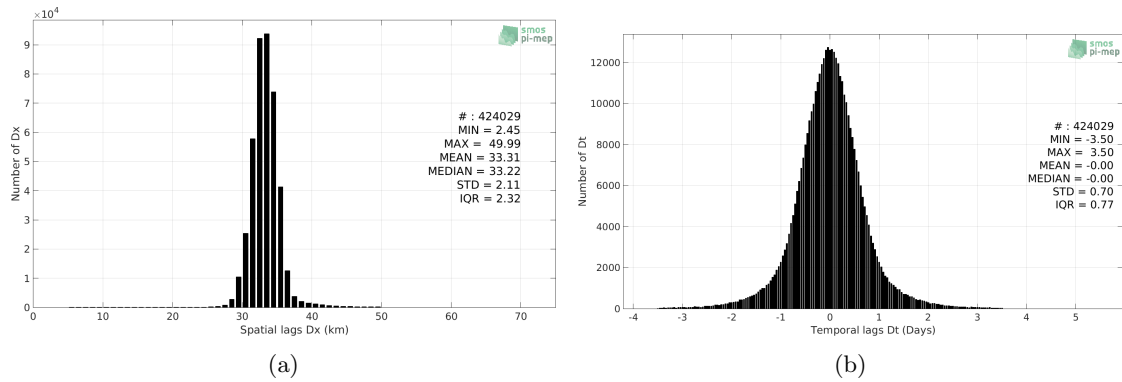 ×10⁴
9
8
7
6
5
4
3
2
1
0
Number of Dx
smos
pi-mep
# : 424029
MIN = 2.45
MAX = 49.99
MEAN = 33.31
MEDIAN = 33.22
STD = 2.11
IQR = 2.32
0 10 20 30 40 50 60 70
Spatial lags Dx (km)
(a)
12000
10000
8000
6000
4000
2000
0
Number of Dt
smos
pi-mep
# : 424029
MIN = -3.50
MAX = 3.50
MEAN = -0.00
MEDIAN = -0.00
STD = 0.70
IQR = 0.77
-4 -3 -2 -1 0 1 2 3 4 5
Temporal lags Dt (Days)
(b)